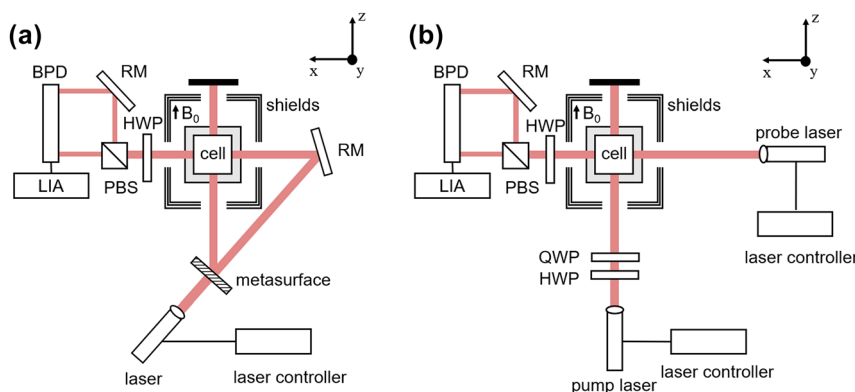 (a)
z
x
y
BPD
RM
HWP
B0
shields
cell
RM
LIA
PBS
metasurface
laser
laser controller
(b)
z
x
y
BPD
RM
HWP
B0
shields
cell
probe laser
LIA
PBS
laser controller
QWP
HWP
pump laser
laser controller